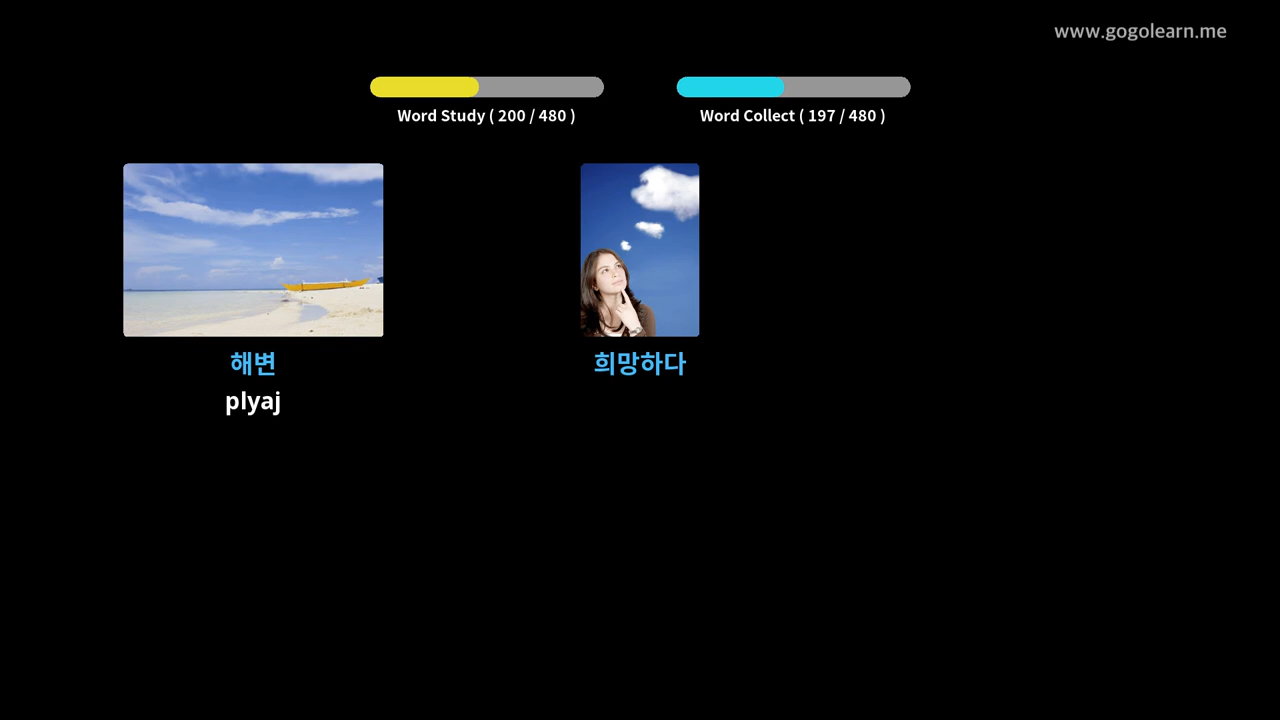 www.gogolearn.me
Word Study ( 200 / 480 )
Word Collect ( 197 / 480 )
해변
plyaj
희망하다